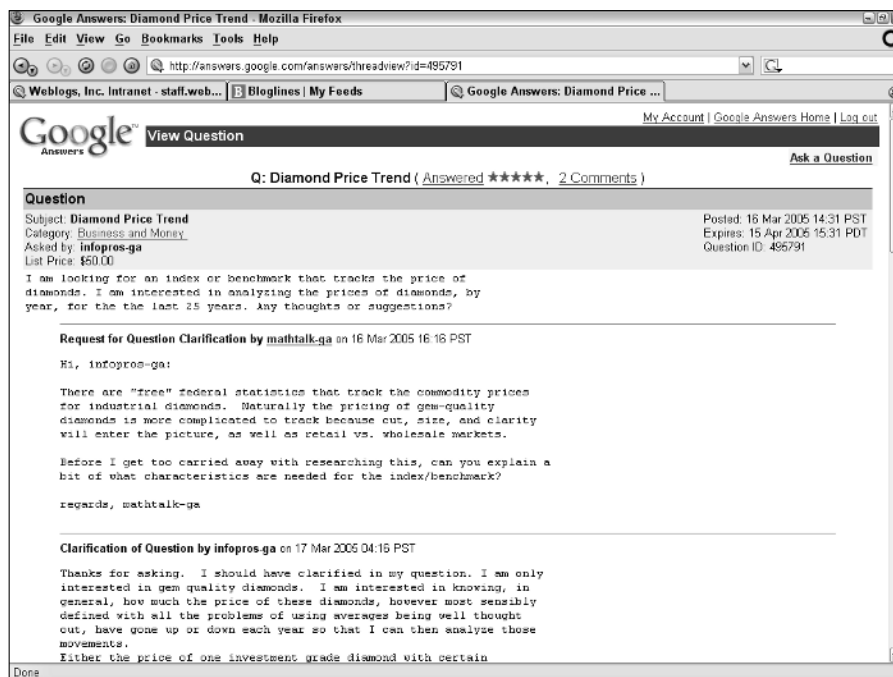 Google Answers: Diamond Price Trend - Mozilla Firefox
File Edit View Go Bookmarks Tools Help
http://answers.google.com/answers/threadview?id=495791
Weblogs, Inc. Intranet - staff.web... B Bloglines | My Feeds Google Answers: Diamond Price ...
My Account | Google Answers Home | Log out
Google™ View Question
Answers
Ask a Question
Q: Diamond Price Trend ( Answered ★★★★★, 2 Comments )
Question
Subject: Diamond Price Trend Posted: 16 Mar 2005 14:31 PST
Category: Business and Money Expires: 15 Apr 2005 15:31 PDT
Asked by: infopros-ga Question ID: 495791
List Price: $50.00
I am looking for an index or benchmark that tracks the price of
diamonds. I am interested in analyzing the prices of diamonds, by
year, for the the last 25 years. Any thoughts or suggestions?
Request for Question Clarification by mathtalk-ga on 16 Mar 2005 16:16 PST
Hi, infopros-ga:
There are "free" federal statistics that track the commodity prices
for industrial diamonds. Naturally the pricing of gem-quality
diamonds is more complicated to track because cut, size, and clarity
will enter the picture, as well as retail vs. wholesale markets.
Before I get too carried away with researching this, can you explain a
bit of what characteristics are needed for the index/benchmark?
regards, mathtalk-ga
Clarification of Question by infopros-ga on 17 Mar 2005 04:16 PST
Thanks for asking. I should have clarified in my question. I am only
interested in gem quality diamonds. I am interested in knowing, in
general, how much the price of these diamonds, however most sensibly
defined with all the problems of using averages being well thought
out, have gone up or down each year so that I can then analyze those
movements.
Either the price of one investment grade diamond with certain
Done